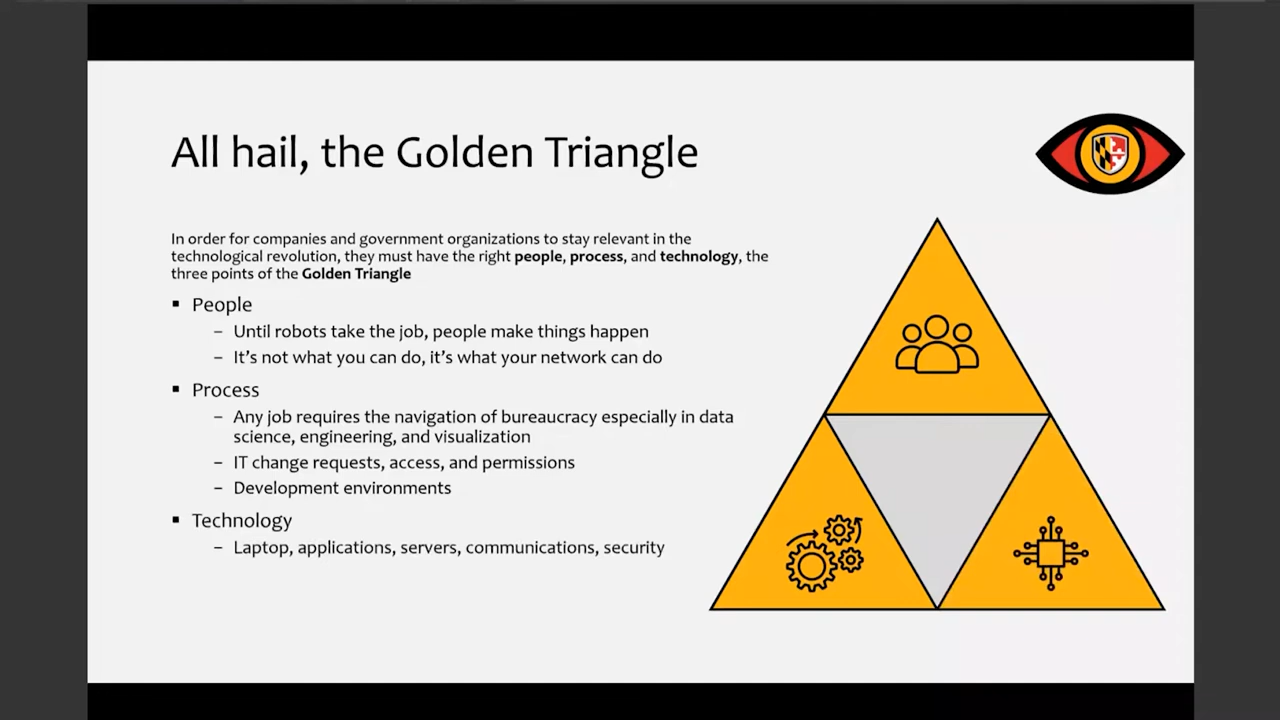 All hail, the Golden Triangle
In order for companies and government organizations to stay relevant in the
technological revolution, they must have the right people, process, and technology, the
three points of the Golden Triangle
▪ People
– Until robots take the job, people make things happen
– It’s not what you can do, it’s what your network can do
▪ Process
– Any job requires the navigation of bureaucracy especially in data
science, engineering, and visualization
– IT change requests, access, and permissions
– Development environments
▪ Technology
– Laptop, applications, servers, communications, security